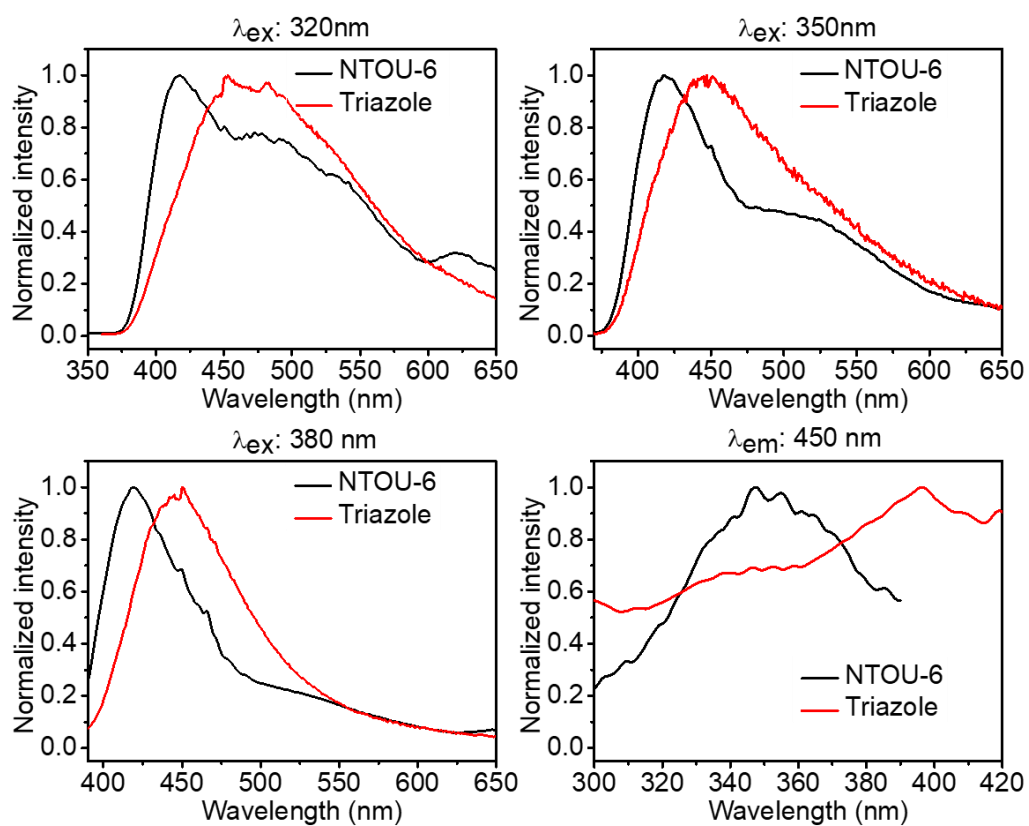 λex: 320nm
NTOU-6
Triazole
Normalized intensity
1.0
0.8
0.6
0.4
0.2
0.0
350 400 450 500 550 600 650
Wavelength (nm)
λex: 350nm
NTOU-6
Triazole
Normalized intensity
1.0
0.8
0.6
0.4
0.2
0.0
400 450 500 550 600 650
Wavelength (nm)
λex: 380 nm
NTOU-6
Triazole
Normalized intensity
1.0
0.8
0.6
0.4
0.2
0.0
400 450 500 550 600 650
Wavelength (nm)
λem: 450 nm
NTOU-6
Triazole
Normalized intensity
1.0
0.8
0.6
0.4
0.2
0.0
300 320 340 360 380 400 420
Wavelength (nm)